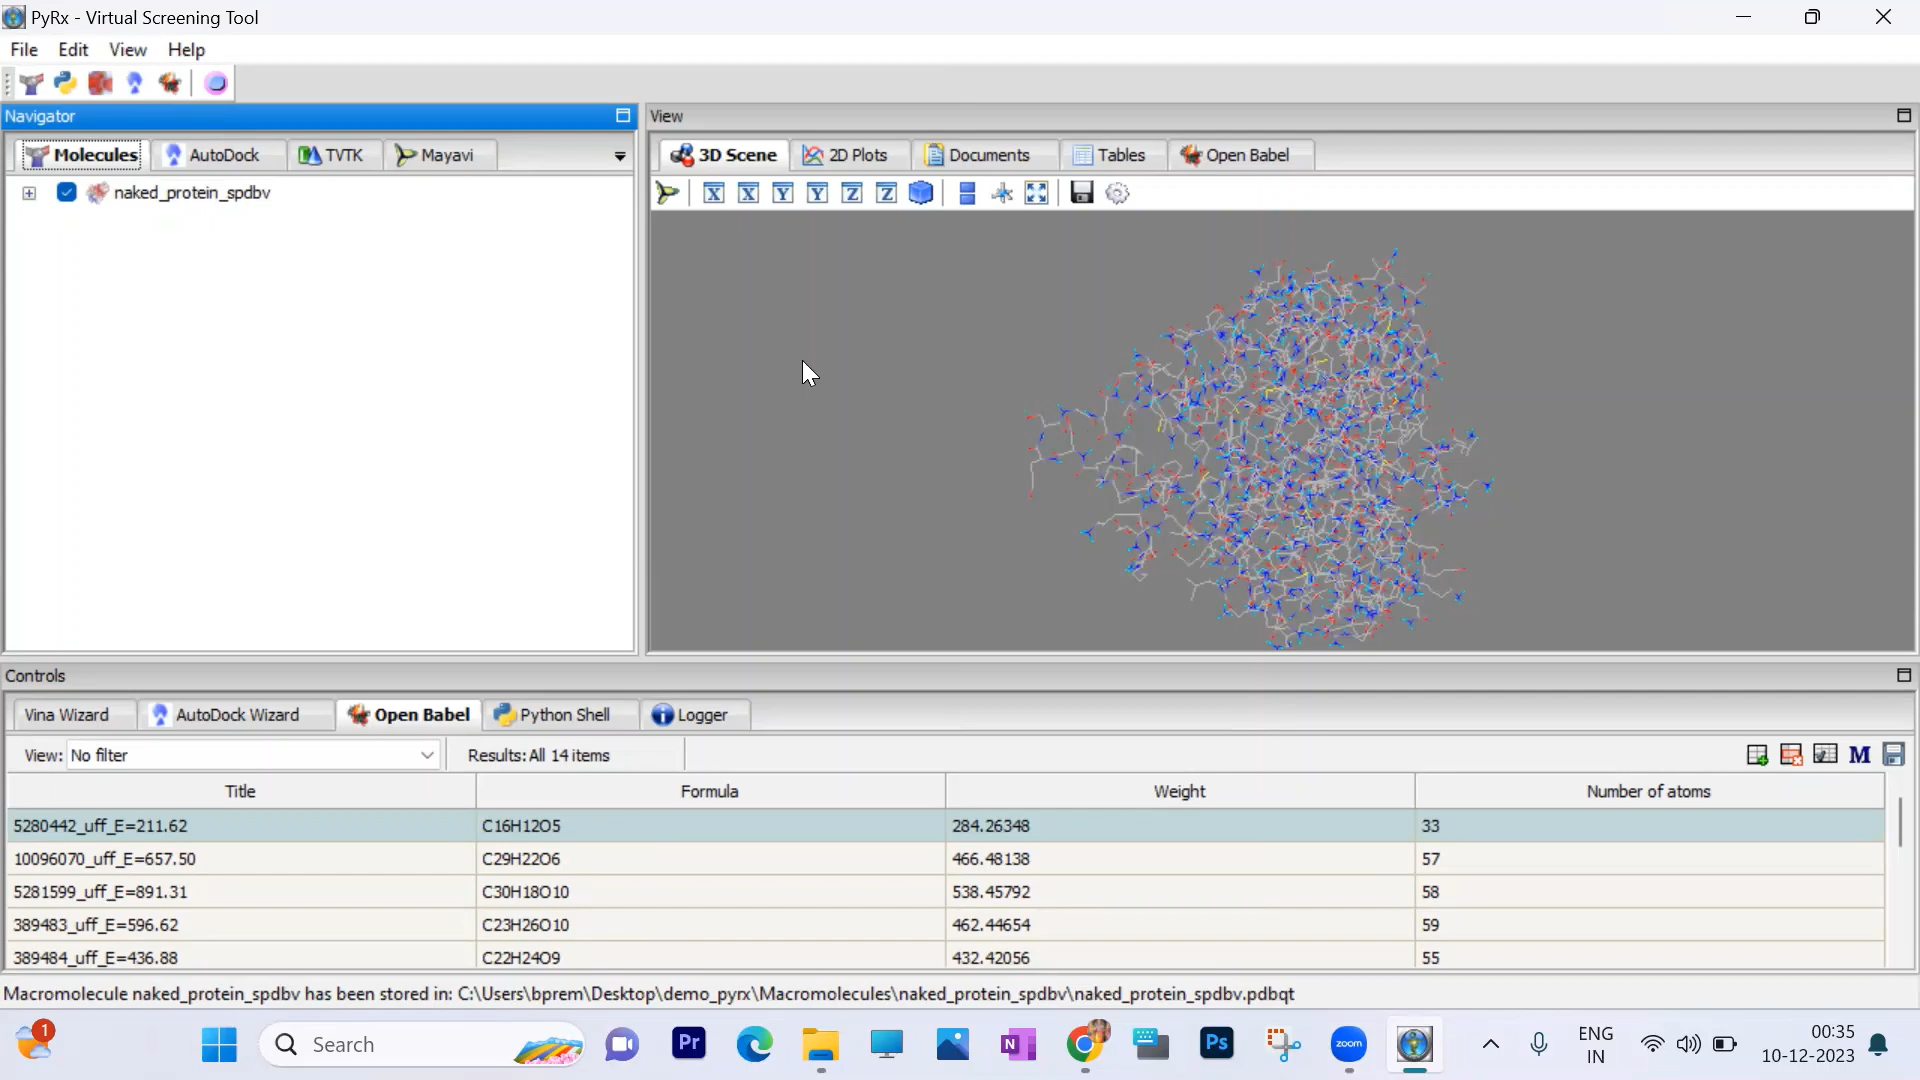 PyRx - Virtual Screening Tool
File Edit View Help
Navigator
View
Molecules AutoDock TVTK Mayavi
3D Scene 2D Plots Documents Tables Open Babel
naked_protein_spdbv
X X Y Y Z Z
Controls
Vina Wizard AutoDock Wizard Open Babel Python Shell Logger
View: No filter Results: All 14 items M
Title Formula Weight Number of atoms
5280442_uff_E=211.62 C16H12O5 284.26348 33
10096070_uff_E=657.50 C29H22O6 466.48138 57
5281599_uff_E=891.31 C30H18O10 538.45792 58
389483_uff_E=596.62 C23H26O10 462.44654 59
389484_uff_E=436.88 C22H24O9 432.42056 55
Macromolecule naked_protein_spdbv has been stored in: C:\Users\bprem\Desktop\demo_pyrx\Macromolecules\naked_protein_spdbv\naked_protein_spdbv.pdbqt
1 Search Pr N Ps zoom ENG 00:35
IN 10-12-2023